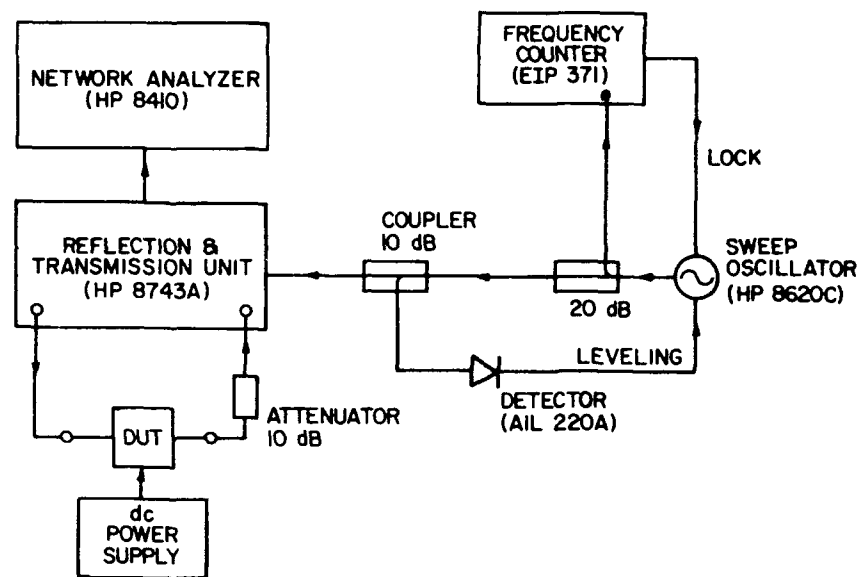 NETWORK ANALYZER
(HP 8410)
FREQUENCY
COUNTER
(EIP 371)
LOCK
REFLECTION &
TRANSMISSION UNIT
(HP 8743A)
COUPLER
10 dB
20 dB
SWEEP
OSCILLATOR
(HP 8620C)
LEVELING
DETECTOR
(AIL 220A)
ATTENUATOR
10 dB
DUT
dc
POWER
SUPPLY